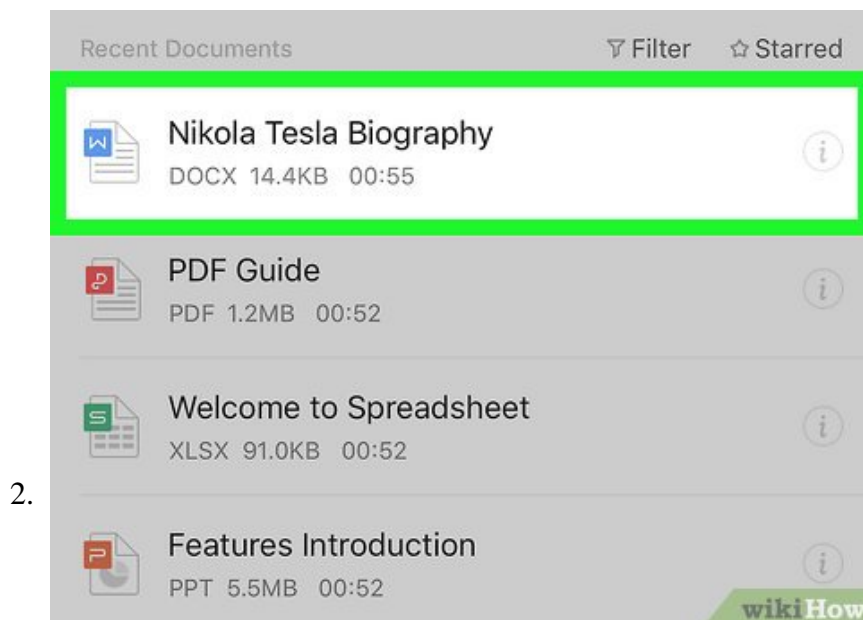 Recent Documents Filter Starred
Nikola Tesla Biography
DOCX 14.4KB 00:55
PDF Guide
PDF 1.2MB 00:52
Welcome to Spreadsheet
XLSX 91.0KB 00:52
2.
Features Introduction
PPT 5.5MB 00:52
wikiHow